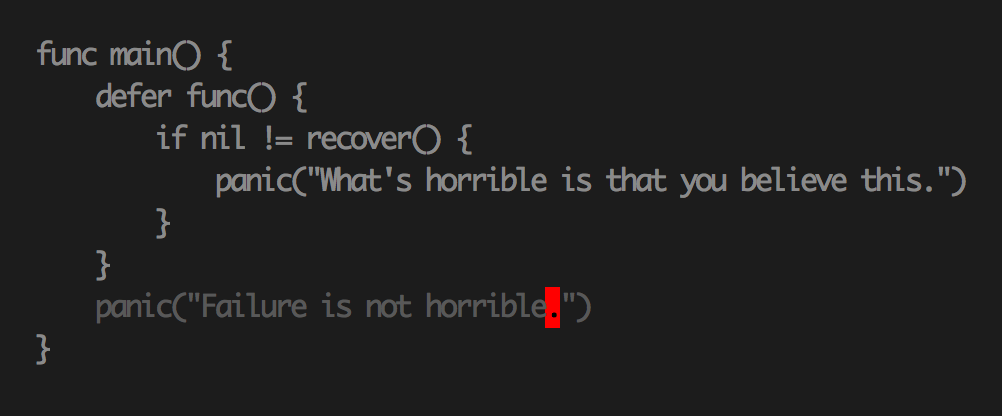 func main() {
    defer func() {
        if nil != recover() {
            panic("What's horrible is that you believe this.")
        }
    }
    panic("Failure is not horrible.")
}